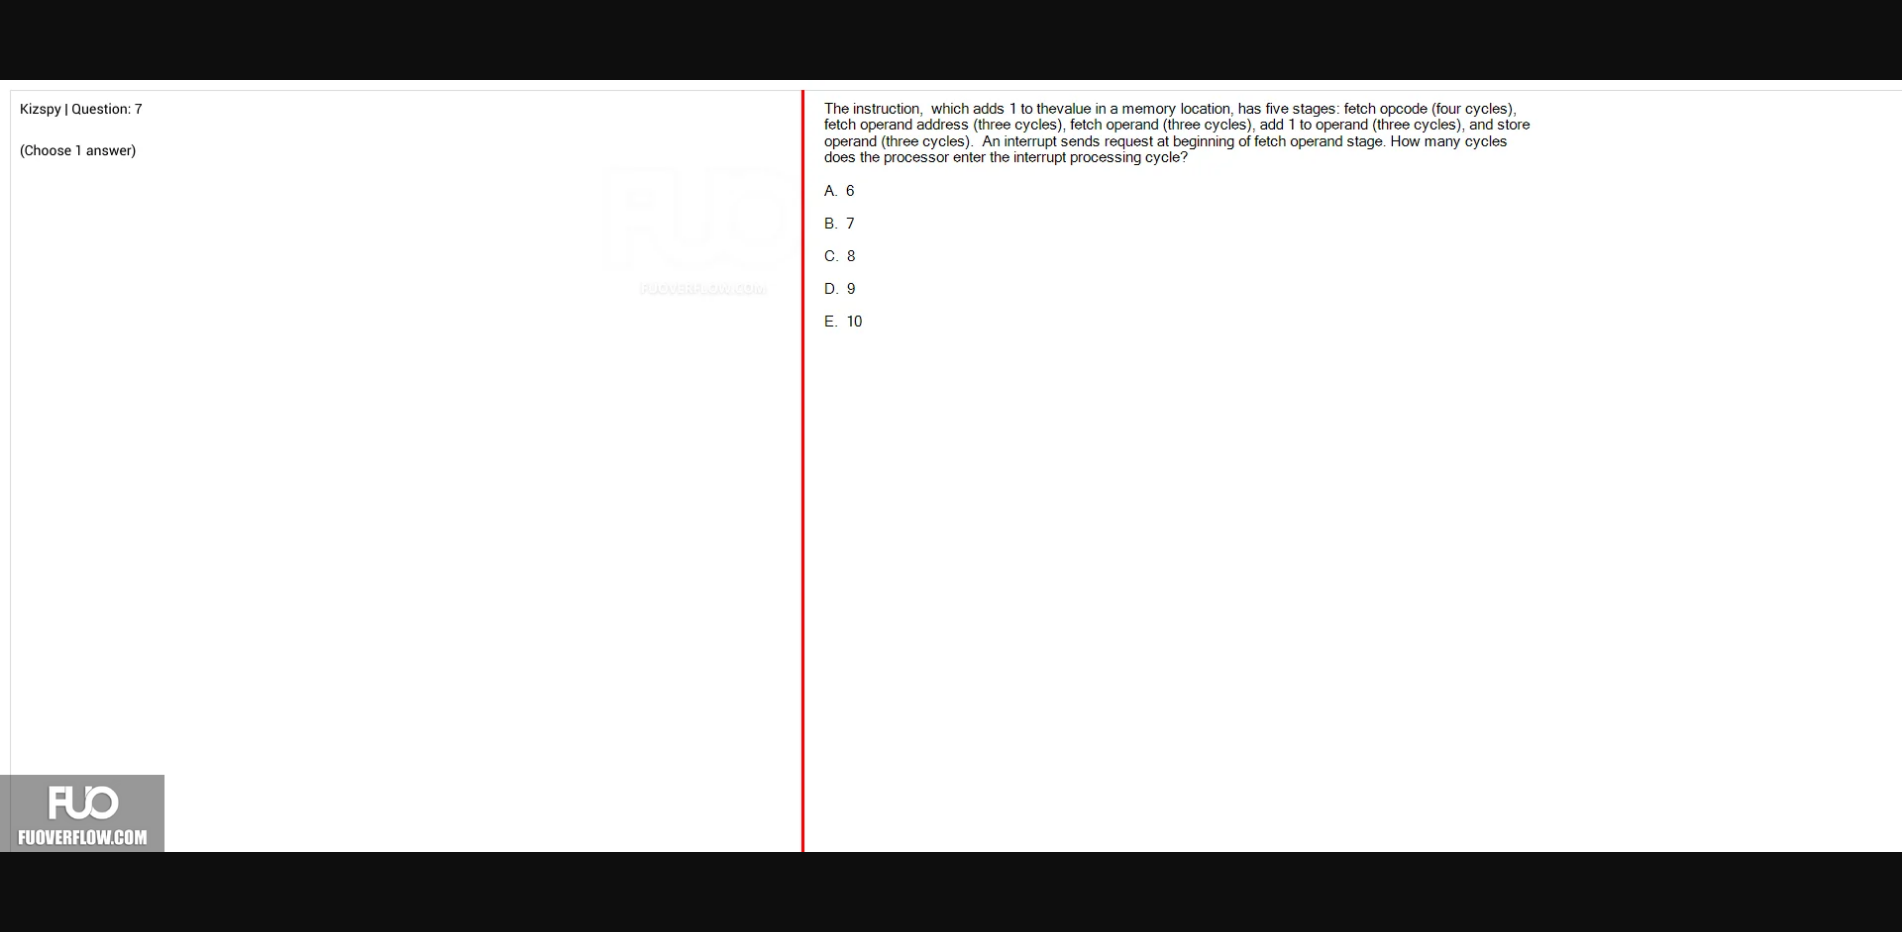 Kizspy | Question: 7
(Choose 1 answer)
The instruction,  which adds 1 to thevalue in a memory location, has five stages: fetch opcode (four cycles),
fetch operand address (three cycles), fetch operand (three cycles), add 1 to operand (three cycles), and store
operand (three cycles).  An interrupt sends request at beginning of fetch operand stage. How many cycles
does the processor enter the interrupt processing cycle?
A. 6
B. 7
C. 8
D. 9
E. 10
FUO
FUOVERFLOW.COM
FUO
FUOVERFLOW.COM